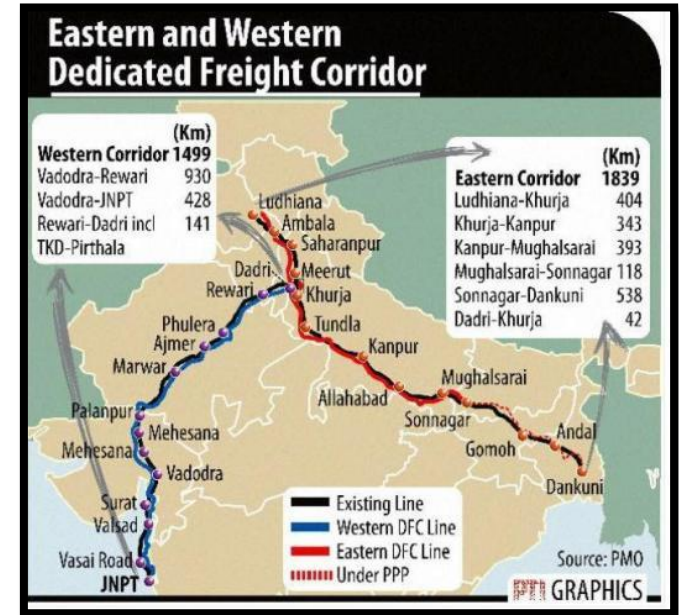 Eastern and Western
Dedicated Freight Corridor
(Km)
Western Corridor 1499
Vadodra-Rewari 930
Vadodra-JNPT 428
Rewari-Dadri incl 141
TKD-Pirthala
(Km)
Eastern Corridor 1839
Ludhiana-Khurja 404
Khurja-Kanpur 343
Kanpur-Mughalsarai 393
Mughalsarai-Sonnagar 118
Sonnagar-Dankuni 538
Dadri-Khurja 42
Ludhiana
Ambala
Saharanpur
Dadri
Meerut
Rewari
Khurja
Phulera
Tundla
Ajmer
Kanpur
Marwar
Mughalsarai
Allahabad
Palanpur
Sonnagar
Andal
Mehesana
Gomoh
Mehesana
Vadodra
Dankuni
Surat
Existing Line
Valsad
Western DFC Line
Eastern DFC Line
Vasai Road
Under PPP
Source: PMO
JNPT
PTI GRAPHICS